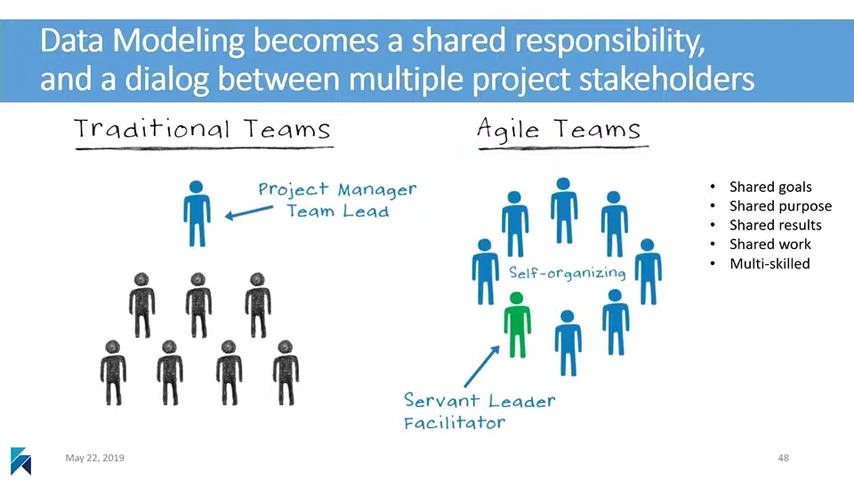 Data Modeling becomes a shared responsibility,
and a dialog between multiple project stakeholders
Traditional Teams
Project Manager
Team Lead
Agile Teams
Self-organizing
Servant Leader
Facilitator
• Shared goals
• Shared purpose
• Shared results
• Shared work
• Multi-skilled
May 22, 2019
48